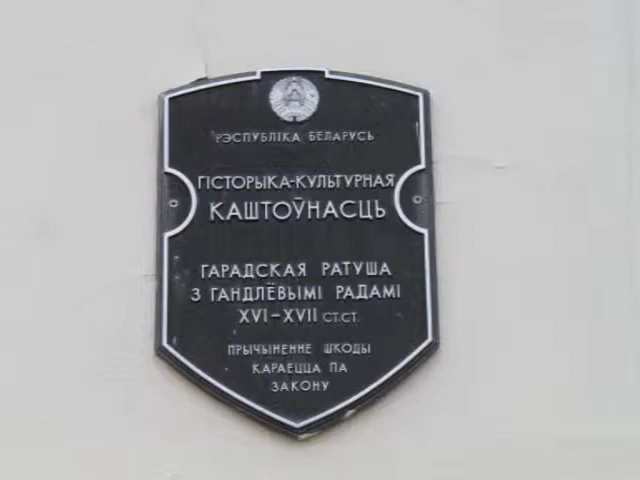 РЭСПУБЛІКА БЕЛАРУСЬ
ГІСТОРЫКА-КУЛЬТУРНАЯ
КАШТОЎНАСЦЬ
ГАРАДСКАЯ РАТУША
З ГАНДЛЁВЫМІ РАДАМІ
XVI–XVII СТ.СТ.
ПРЫЧЫНЕННЕ ШКОДЫ
КАРАЕЦЦА ПА
ЗАКОНУ